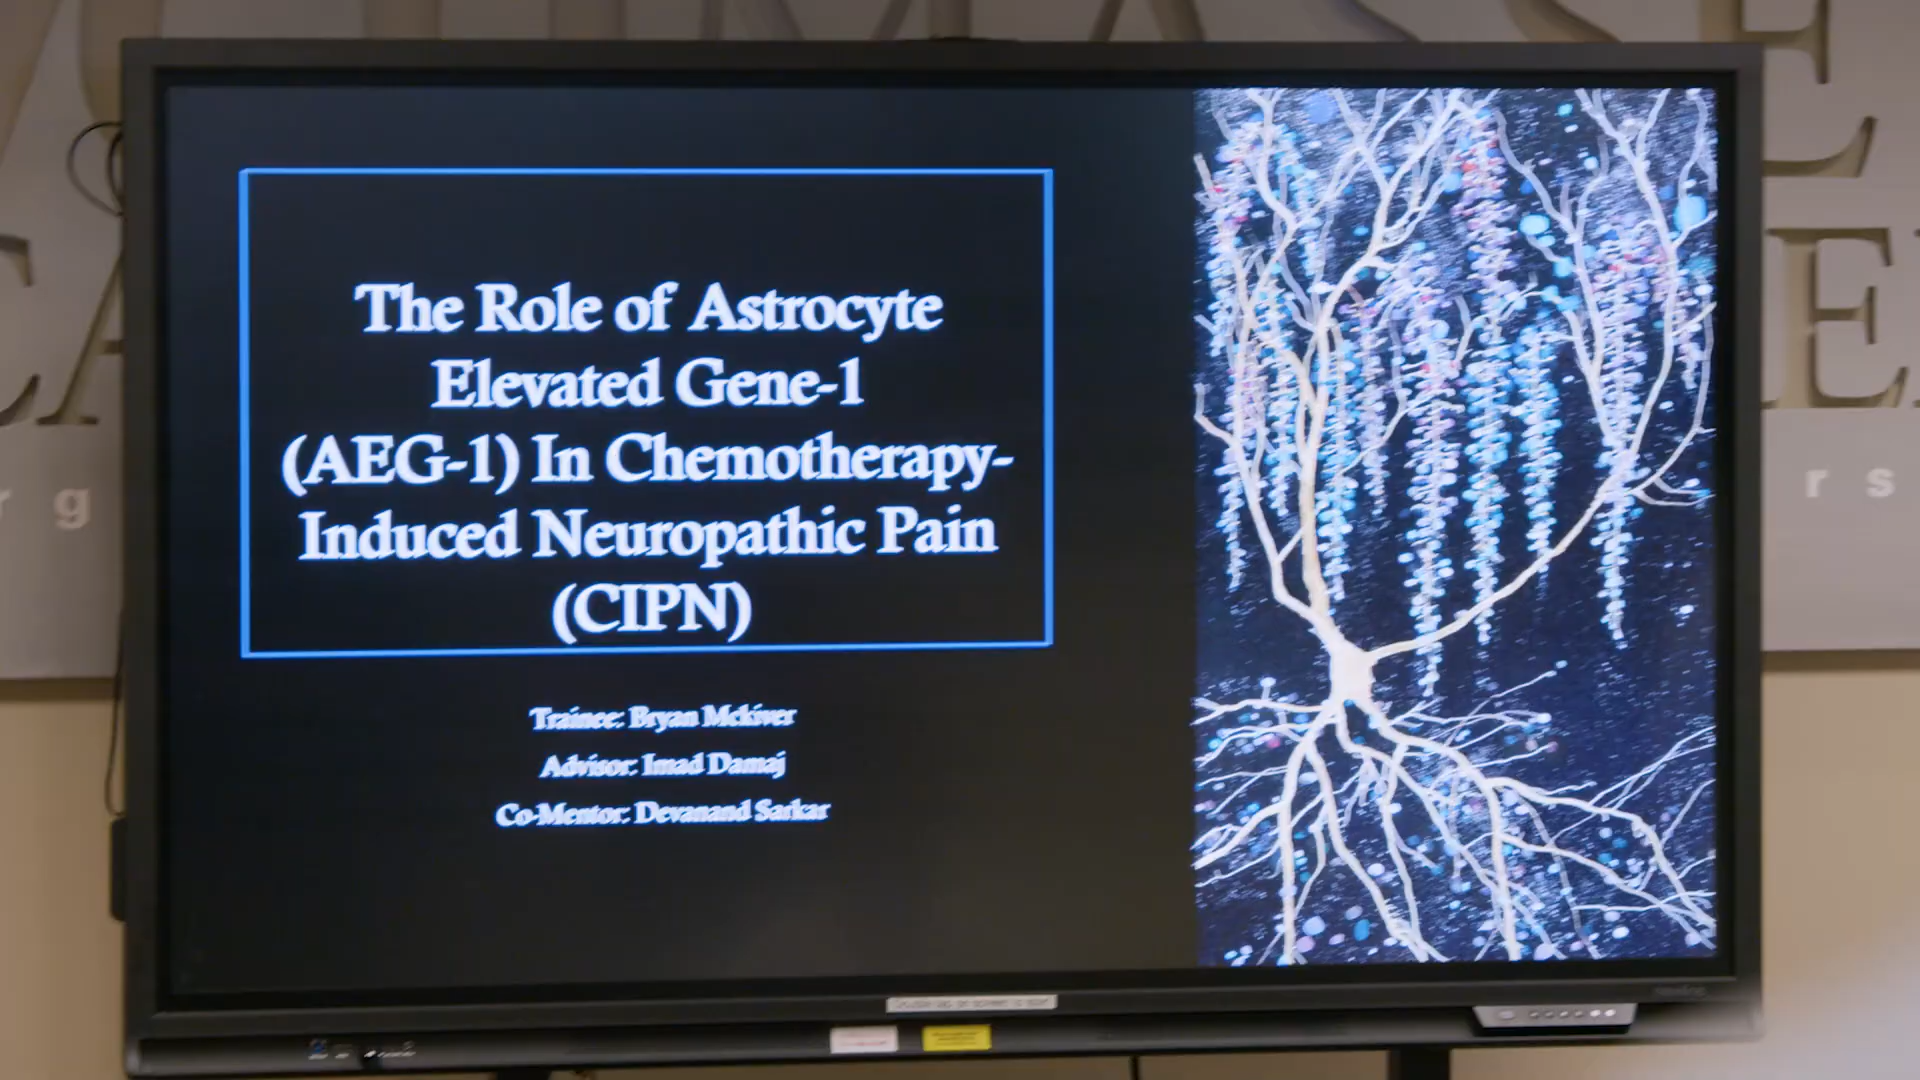 The Role of Astrocyte
Elevated Gene-1
(AEG-1) In Chemotherapy-
Induced Neuropathic Pain
(CIPN)
Trainee: Bryan Mckiver
Advisor: Imad Damaj
Co-Mentor: Devanand Sarkar